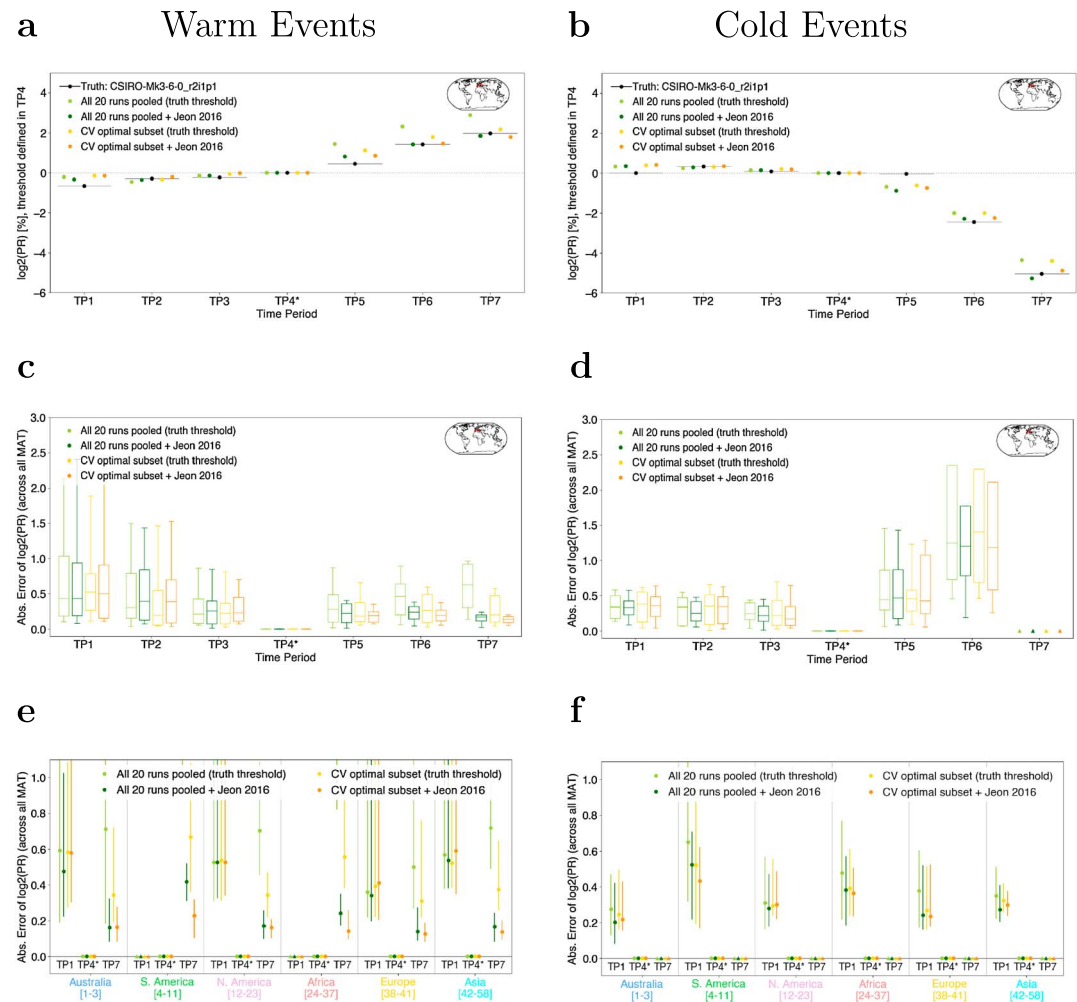 a Warm Events
b Cold Events
log2(PR) [%], threshold defined in TP4
4
2
0
−2
−4
−6
Truth: CSIRO-Mk3-6-0_r2i1p1
All 20 runs pooled (truth threshold)
All 20 runs pooled + Jeon 2016
CV optimal subset (truth threshold)
CV optimal subset + Jeon 2016
TP1 TP2 TP3 TP4* TP5 TP6 TP7
Time Period
log2(PR) [%], threshold defined in TP4
4
2
0
−2
−4
−6
Truth: CSIRO-Mk3-6-0_r2i1p1
All 20 runs pooled (truth threshold)
All 20 runs pooled + Jeon 2016
CV optimal subset (truth threshold)
CV optimal subset + Jeon 2016
TP1 TP2 TP3 TP4* TP5 TP6 TP7
Time Period
c
d
Abs. Error of log2(PR) (across all MAT)
3.0
2.5
2.0
1.5
1.0
0.5
0.0
All 20 runs pooled (truth threshold)
All 20 runs pooled + Jeon 2016
CV optimal subset (truth threshold)
CV optimal subset + Jeon 2016
TP1 TP2 TP3 TP4* TP5 TP6 TP7
Time Period
Abs. Error of log2(PR) (across all MAT)
3.0
2.5
2.0
1.5
1.0
0.5
0.0
All 20 runs pooled (truth threshold)
All 20 runs pooled + Jeon 2016
CV optimal subset (truth threshold)
CV optimal subset + Jeon 2016
TP1 TP2 TP3 TP4* TP5 TP6 TP7
Time Period
e
f
Abs. Error of log2(PR) (across all MAT)
1.0
0.8
0.6
0.4
0.2
0.0
All 20 runs pooled (truth threshold) CV optimal subset (truth threshold)
All 20 runs pooled + Jeon 2016 CV optimal subset + Jeon 2016
TP1 TP4* TP7 TP1 TP4* TP7 TP1 TP4* TP7 TP1 TP4* TP7 TP1 TP4* TP7 TP1 TP4* TP7
Australia S. America N. America Africa Europe Asia
[1-3] [4-11] [12-23] [24-37] [38-41] [42-58]
Abs. Error of log2(PR) (across all MAT)
1.0
0.8
0.6
0.4
0.2
0.0
All 20 runs pooled (truth threshold) CV optimal subset (truth threshold)
All 20 runs pooled + Jeon 2016 CV optimal subset + Jeon 2016
TP1 TP4* TP7 TP1 TP4* TP7 TP1 TP4* TP7 TP1 TP4* TP7 TP1 TP4* TP7 TP1 TP4* TP7
Australia S. America N. America Africa Europe Asia
[1-3] [4-11] [12-23] [24-37] [38-41] [42-58]